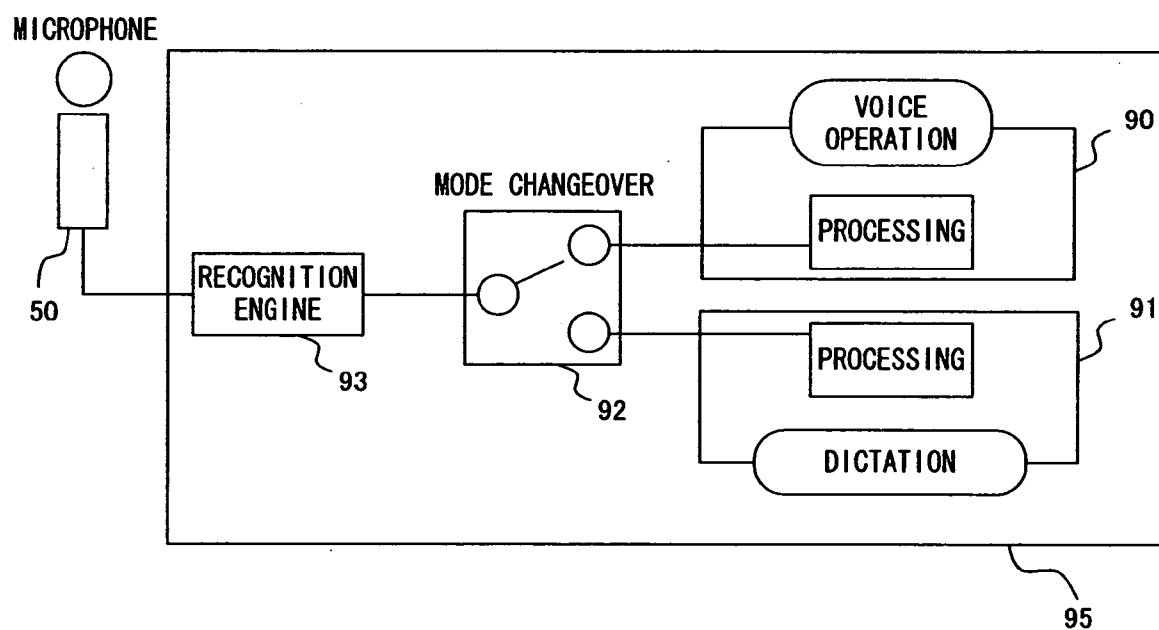 MICROPHONE
VOICE
OPERATION
90
MODE CHANGEOVER
PROCESSING
50
RECOGNITION
ENGINE
91
PROCESSING
93
92
DICTATION
95